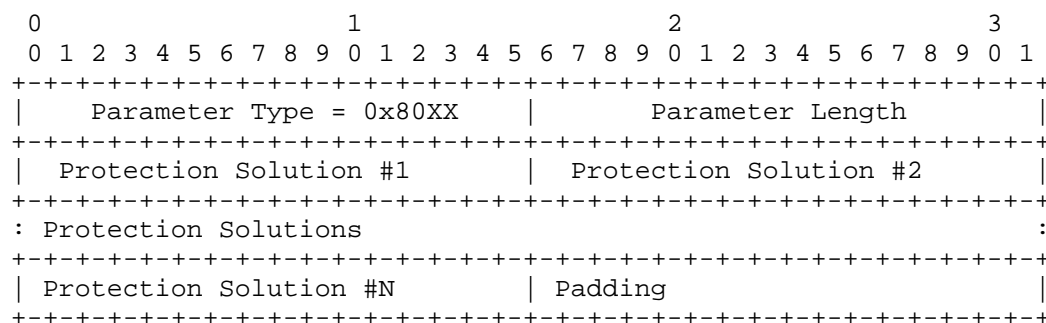 0                   1                   2                   3
 0 1 2 3 4 5 6 7 8 9 0 1 2 3 4 5 6 7 8 9 0 1 2 3 4 5 6 7 8 9 0 1
+-+-+-+-+-+-+-+-+-+-+-+-+-+-+-+-+-+-+-+-+-+-+-+-+-+-+-+-+-+-+-+-+
|    Parameter Type = 0x80XX    |       Parameter Length        |
+-+-+-+-+-+-+-+-+-+-+-+-+-+-+-+-+-+-+-+-+-+-+-+-+-+-+-+-+-+-+-+-+
|  Protection Solution #1       |  Protection Solution #2       |
+-+-+-+-+-+-+-+-+-+-+-+-+-+-+-+-+-+-+-+-+-+-+-+-+-+-+-+-+-+-+-+-+
: Protection Solutions                                          :
+-+-+-+-+-+-+-+-+-+-+-+-+-+-+-+-+-+-+-+-+-+-+-+-+-+-+-+-+-+-+-+-+
| Protection Solution #N        | Padding                       |
+-+-+-+-+-+-+-+-+-+-+-+-+-+-+-+-+-+-+-+-+-+-+-+-+-+-+-+-+-+-+-+-+